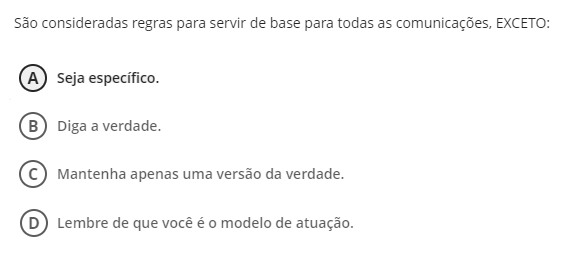 São consideradas regras para servir de base para todas as comunicações, EXCETO:
A Seja específico.
B Diga a verdade.
C Mantenha apenas uma versão da verdade.
D Lembre de que você é o modelo de atuação.